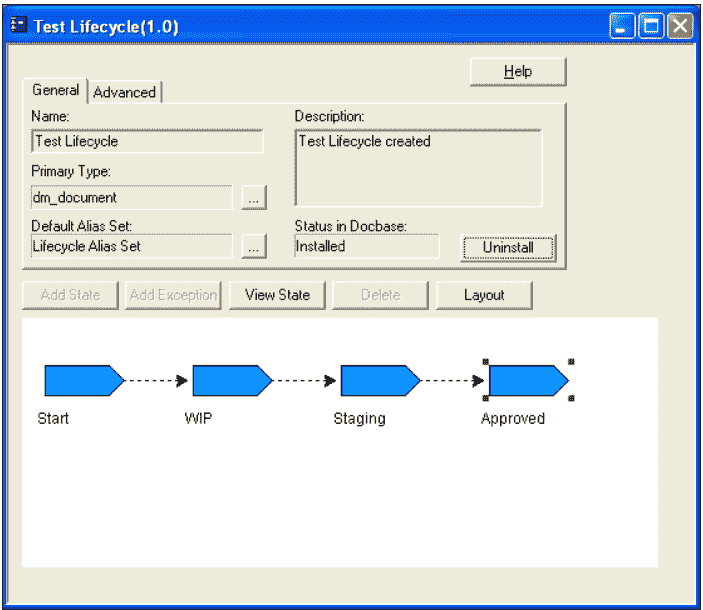 Test Lifecycle(1.0)
Help
General Advanced
Name: Description:
Test Lifecycle Test Lifecycle created
Primary Type:
dm_document ...
Default Alias Set: Status in Docbase:
Lifecycle Alias Set ... Installed Uninstall
Add State Add Exception View State Delete Layout
Start WIP Staging Approved